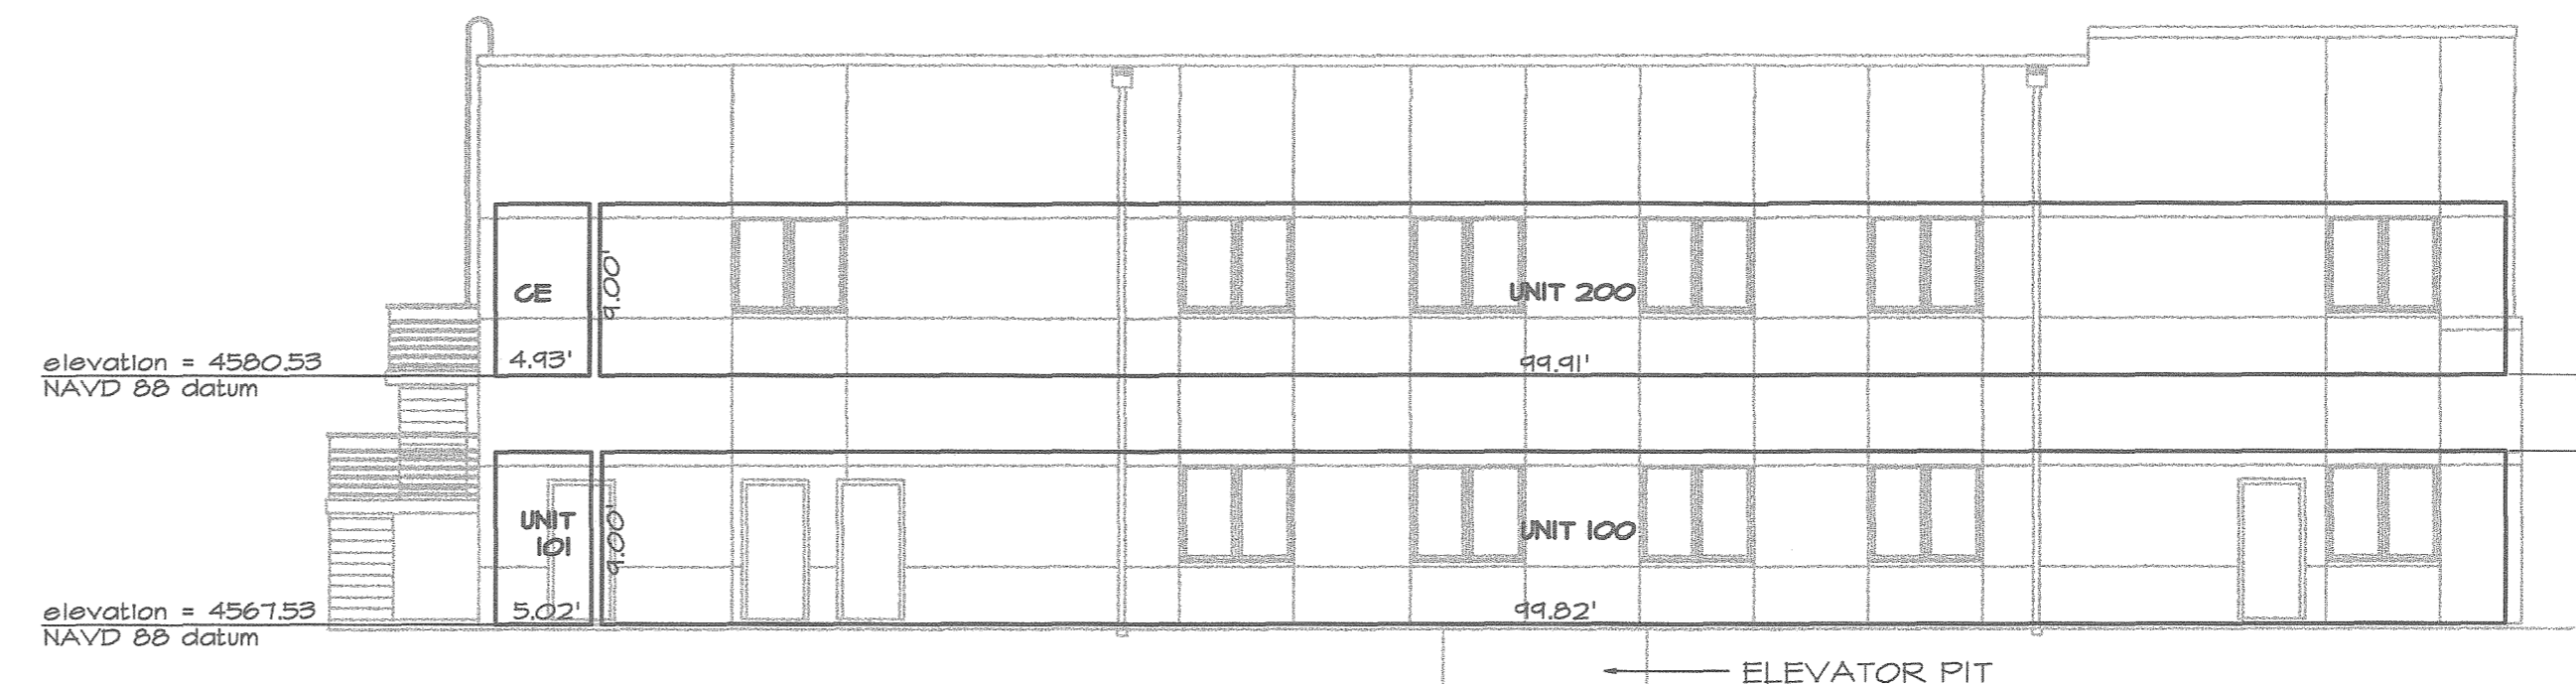 CE
9.00'
UNIT 200
4.93'
99.91'
elevation = 4580.53
NAVD 88 datum
UNIT
101
9.00'
UNIT 100
5.02'
99.82'
elevation = 4567.53
NAVD 88 datum
ELEVATOR PIT